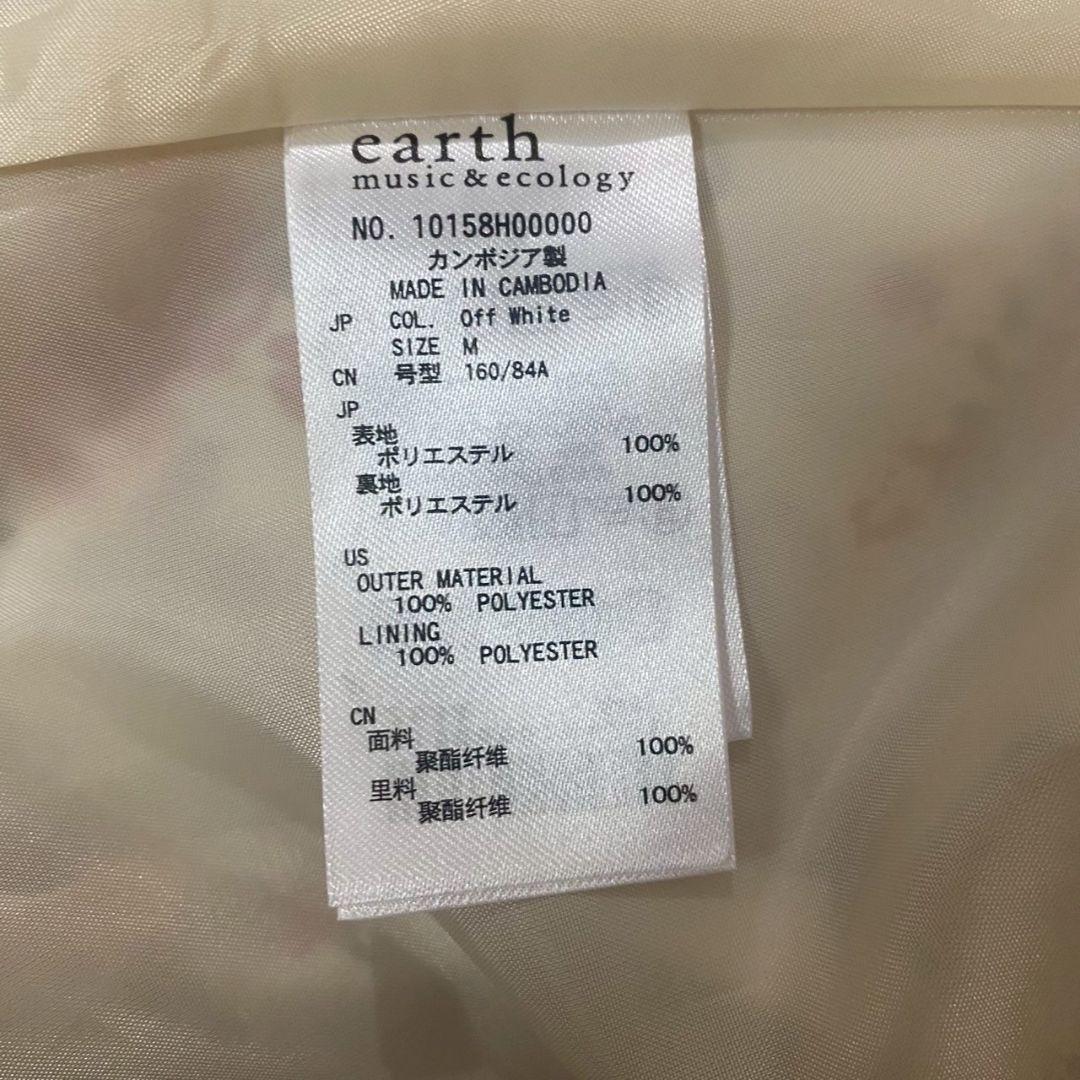 earth
music & ecology
NO. 10158H00000
カンボジア製
MADE IN CAMBODIA
JP COL. Off White
SIZE M
CN 号型 160/84A
JP
表地
ポリエステル 100%
裏地
ポリエステル 100%
US
OUTER MATERIAL
100% POLYESTER
LINING
100% POLYESTER
CN
面料
聚酯纤维 100%
里料
聚酯纤维 100%